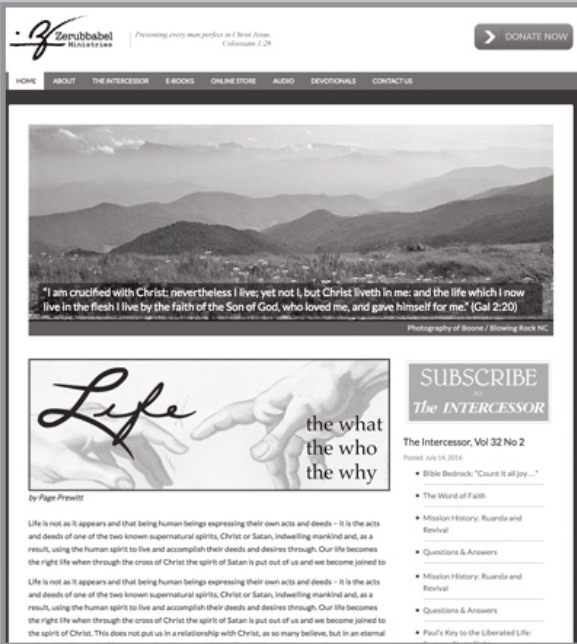 Zerubbabel
Ministries
Presenting every man perfect in Christ Jesus.
Colossians 1:28
DONATE NOW
HOME ABOUT THE INTERCESSOR E-BOOKS ONLINE STORE AUDIO DEVOTIONALS CONTACT US
"I am crucified with Christ: nevertheless I live; yet not I, but Christ liveth in me: and the life which I now
live in the flesh I live by the faith of the Son of God, who loved me, and gave himself for me." (Gal 2:20)
Photography of Boone / Blowing Rock NC
Life
the what
the who
the why
by Page Prewitt
Life is not as it appears and that being human beings expressing their own acts and deeds – it is the acts
and deeds of one of the two known supernatural spirits, Christ or Satan, indwelling mankind and, as a
result, using the human spirit to live and accomplish their deeds and desires through. Our life becomes
the right life when through the cross of Christ the spirit of Satan is put out of us and we become joined to
Life is not as it appears and that being human beings expressing their own acts and deeds – it is the acts
and deeds of one of the two known supernatural spirits, Christ or Satan, indwelling mankind and, as a
result, using the human spirit to live and accomplish their deeds and desires through. Our life becomes
the right life when through the cross of Christ the spirit of Satan is put out of us and we become joined to
the spirit of Christ. This does not put us in a relationship with Christ, as so many believe, but in an eternal
SUBSCRIBE
TO
The INTERCESSOR
The Intercessor, Vol 32 No 2
Posted: July 14, 2016
• Bible Bedrock: "Count it all joy ..."
• The Word of Faith
• Mission History: Ruanda and
Revival
• Questions & Answers
• Mission History: Ruanda and
Revival
• Questions & Answers
• Paul's Key to the Liberated Life: